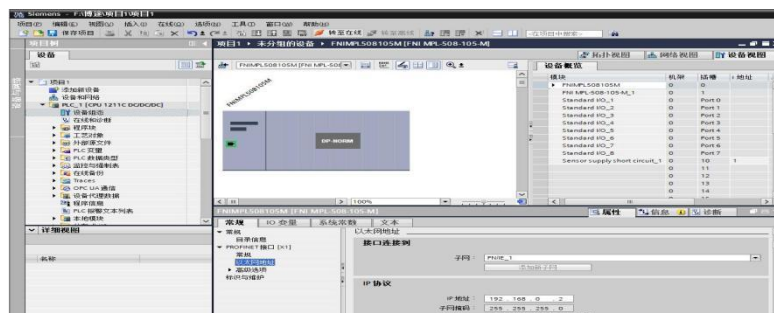 Siemens - F:\博途\项目1\项目1
项目(P) 编辑(E) 视图(V) 插入(I) 在线(O) 选项(N) 工具(T) 窗口(W) 帮助(H)
保存项目 转至在线 转至离线 <在项目中搜索>
项目树
项目1 ▸ 未分组的设备 ▸ FNIMPL508105M [FNI MPL-508-105-M]
设备
拓扑视图 网络视图 设备视图
FNIMPL508105M [FNI MPL-508
设备概览
项目1
添加新设备
设备和网络
PLC_1 [CPU 1211C DC/DC/DC]
设备组态
在线和诊断
程序块
工艺对象
外部源文件
PLC 变量
PLC 数据类型
监控与强制表
在线备份
Traces
OPC UA 通信
设备代理数据
程序信息
PLC 报警文本列表
本地模块
FNIMPL508105M
DP-NORM
100%
模块 机架 插槽 I 地址
FNIMPL508105M 0 0
FNI MPL-508-105-M_1 0 1
Standard I/O_1 0 Port 0
Standard I/O_2 0 Port 1
Standard I/O_3 0 Port 2
Standard I/O_4 0 Port 3
Standard I/O_5 0 Port 4
Standard I/O_6 0 Port 5
Standard I/O_7 0 Port 6
Standard I/O_8 0 Port 7
Sensor supply short circuit_1 0 10 1
0 11
0 12
0 13
0 14
详细视图
名称
FNIMPL508105M [FNI MPL-508-105-M]
属性 信息 诊断
常规 IO 变量 系统常数 文本
常规
目录信息
PROFINET 接口 [X1]
常规
以太网地址
高级选项
标识与维护
以太网地址
接口连接到
子网： PN/IE_1
添加新子网
IP 协议
IP 地址： 192 . 168 . 0 . 2
子网掩码： 255 . 255 . 255 . 0